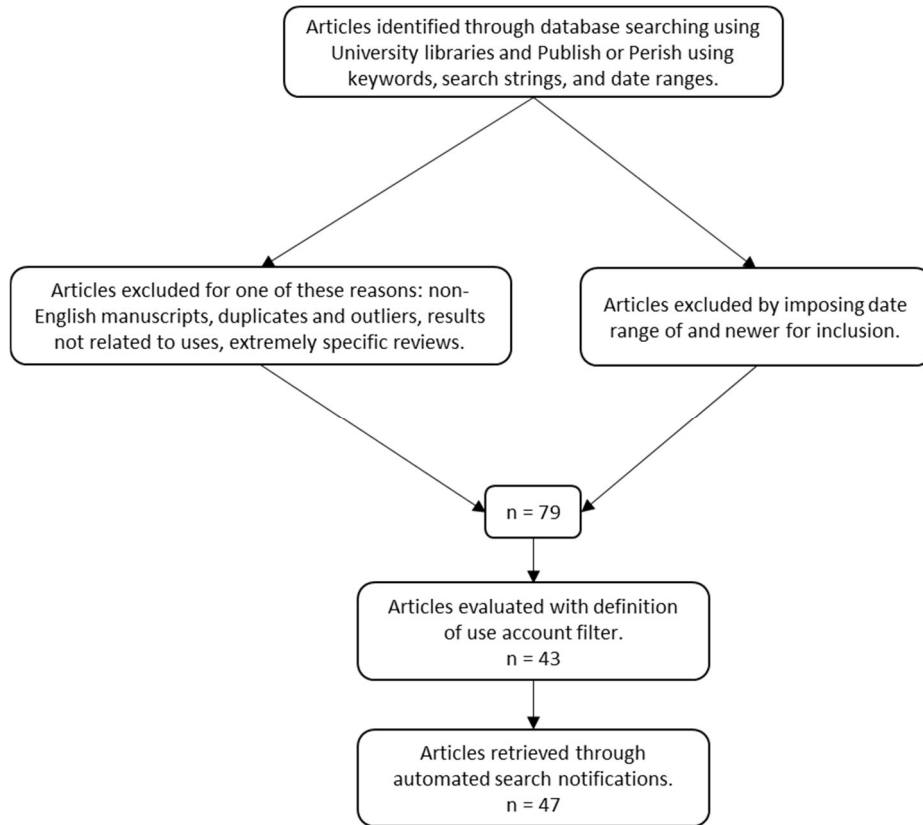 Articles identified through database searching using
University libraries and Publish or Perish using
keywords, search strings, and date ranges.
Articles excluded for one of these reasons: non-
English manuscripts, duplicates and outliers, results
not related to uses, extremely specific reviews.
Articles excluded by imposing date
range of and newer for inclusion.
n = 79
Articles evaluated with definition
of use account filter.
n = 43
Articles retrieved through
automated search notifications.
n = 47